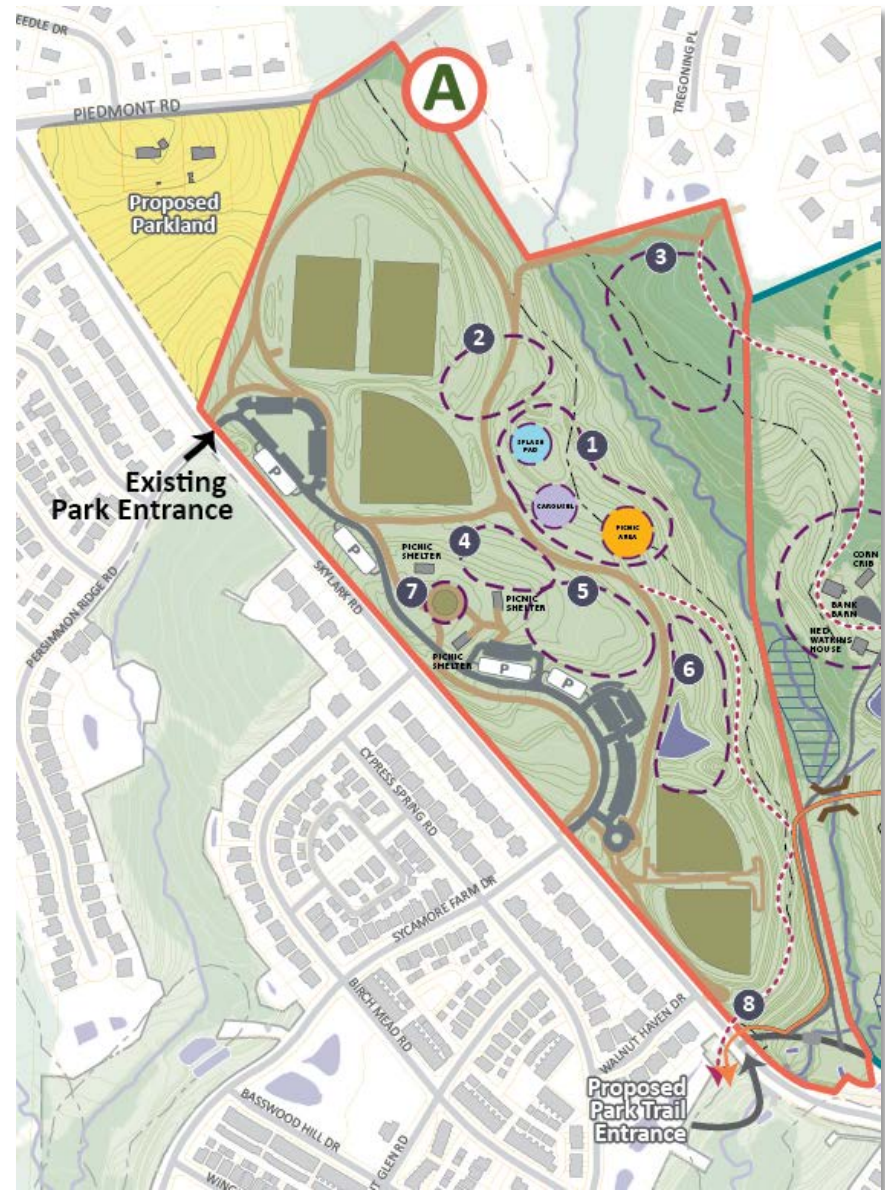 EEDLE DR
A
TREGONING PL
PIEDMONT RD
Proposed
Parkland
3
2
1
SPLASH
PAD
CAROUSEL
PICNIC
AREA
Existing
Park Entrance
P
P
PERSIMMON RIDGE RD
SKYLARK RD
4
PICNIC
SHELTER
7
5
PICNIC
SHELTER
PICNIC
SHELTER
P
P
6
CORN
CRIB
BANK
BARN
NED
WATKINS
HOUSE
CYPRESS SPRING RD
SYCAMORE FARM DR
BIRCH MEAD RD
WALNUT HAVEN DR
8
Proposed
Park Trail
Entrance
BASSWOOD HILL DR
T GLEN RD
WING